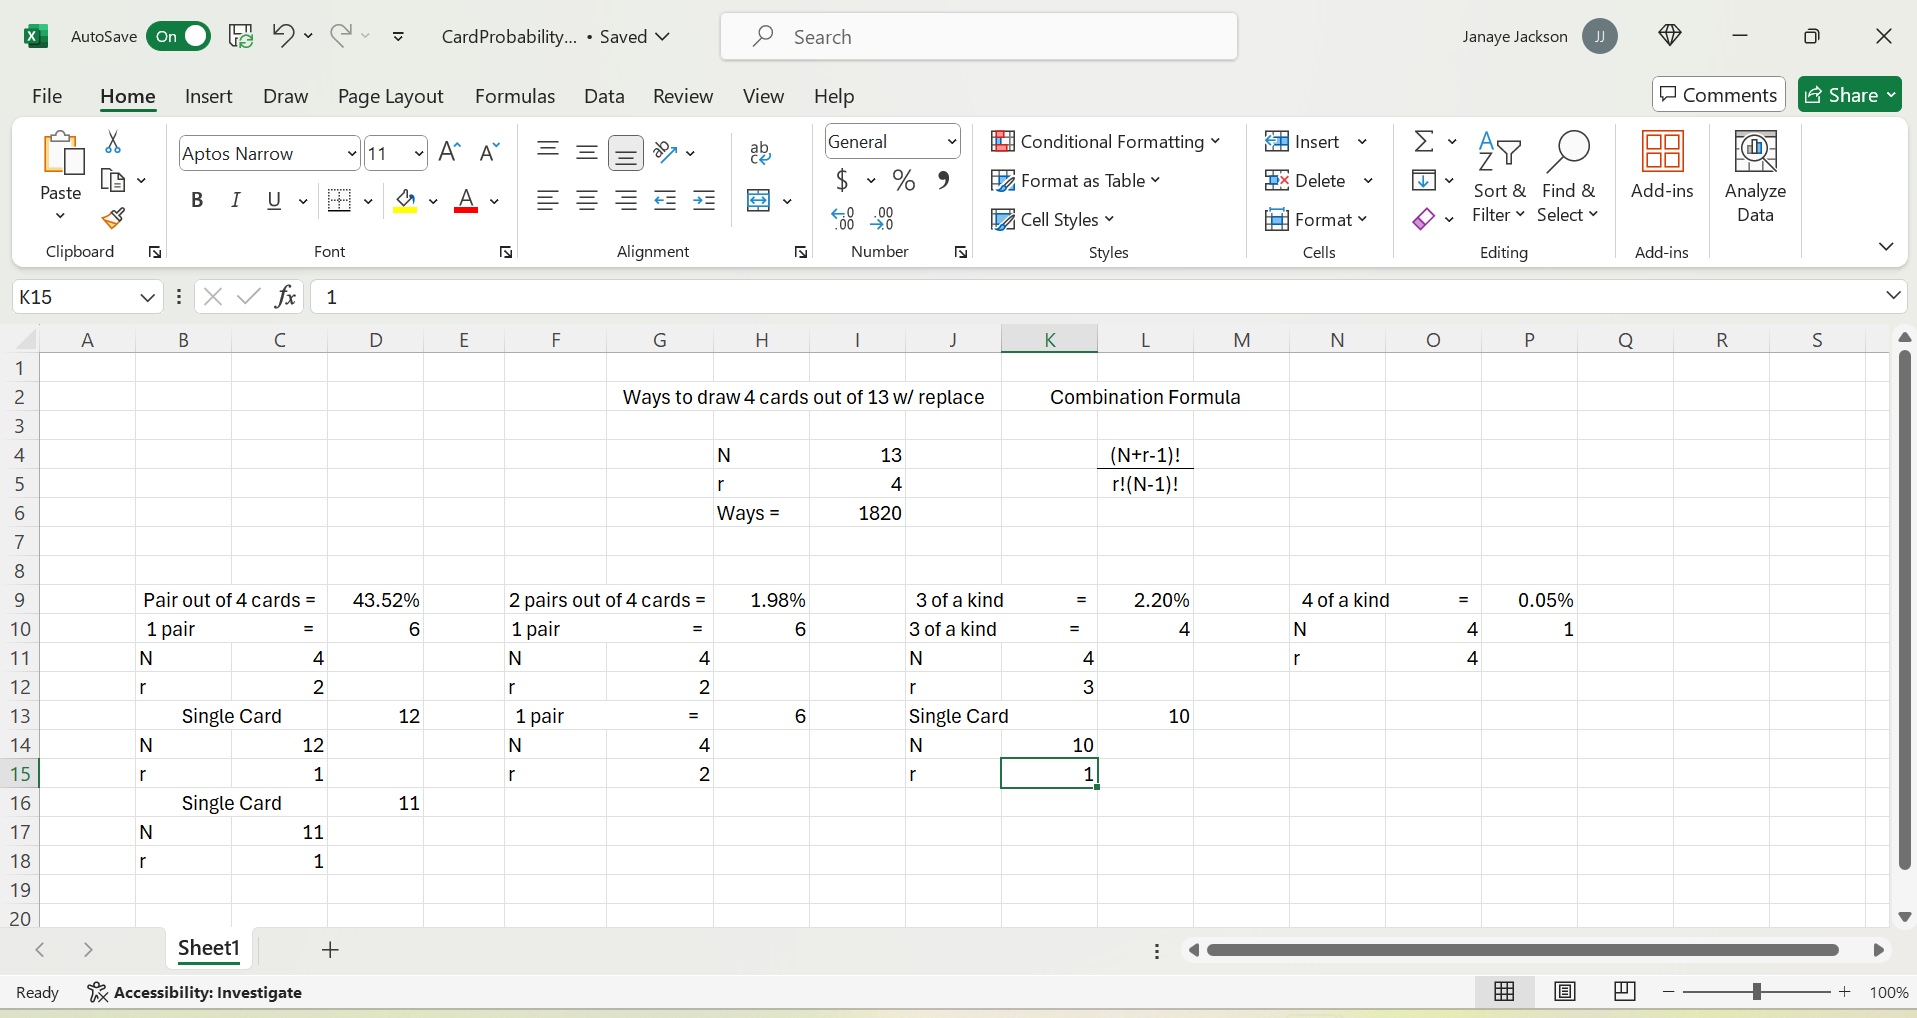 AutoSave On CardProbability... • Saved Search Janaye Jackson JJ
File Home Insert Draw Page Layout Formulas Data Review View Help Comments Share
Paste Aptos Narrow 11 A A ab General Conditional Formatting Insert Σ A Z Sort & Filter Find & Select Add-ins Analyze Data
B I U A $ % , Format as Table Delete
.0 .00 .00 .0 Cell Styles Format
Clipboard Font Alignment Number Styles Cells Editing Add-ins
K15 fx 1
A B C D E F G H I J K L M N O P Q R S
1
2 Ways to draw 4 cards out of 13 w/ replace Combination Formula
3
4 N 13 (N+r-1)!
5 r 4 r!(N-1)!
6 Ways = 1820
7
8
9 Pair out of 4 cards = 43.52% 2 pairs out of 4 cards = 1.98% 3 of a kind = 2.20% 4 of a kind = 0.05%
10 1 pair = 6 1 pair = 6 3 of a kind = 4 N 4 1
11 N 4 N 4 N 4 r 4
12 r 2 r 2 r 3
13 Single Card 12 1 pair = 6 Single Card 10
14 N 12 N 4 N 10
15 r 1 r 2 r 1
16 Single Card 11
17 N 11
18 r 1
19
20
Sheet1
Ready Accessibility: Investigate 100%